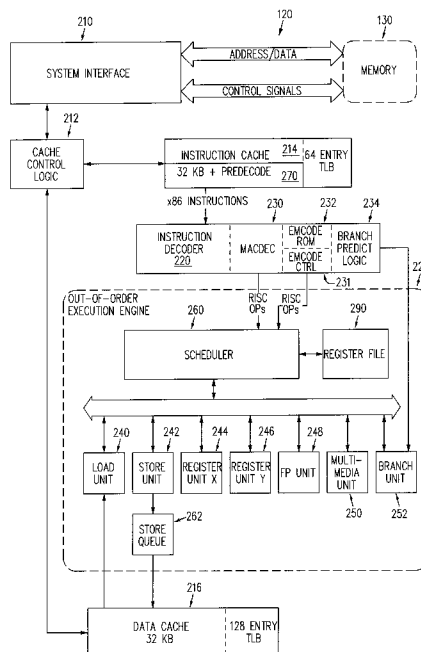 210
120
130
SYSTEM INTERFACE
ADDRESS/DATA
CONTROL SIGNALS
MEMORY
212
CACHE
CONTROL
LOGIC
INSTRUCTION CACHE 214
32 KB + PREDECODE 270
64 ENTRY
TLB
x86 INSTRUCTIONS
230
232
234
INSTRUCTION
DECODER
220
MACDEC
EMCODE
ROM
EMCODE
CTRL
BRANCH
PREDICT
LOGIC
231
OUT-OF-ORDER
EXECUTION ENGINE
RISC
OPs
RISC
OPs
260
290
SCHEDULER
REGISTER FILE
240
242
244
246
248
LOAD
UNIT
STORE
UNIT
REGISTER
UNIT X
REGISTER
UNIT Y
FP UNIT
MULTI-
MEDIA
UNIT
BRANCH
UNIT
250
252
262
STORE
QUEUE
216
DATA CACHE
32 KB
128 ENTRY
TLB